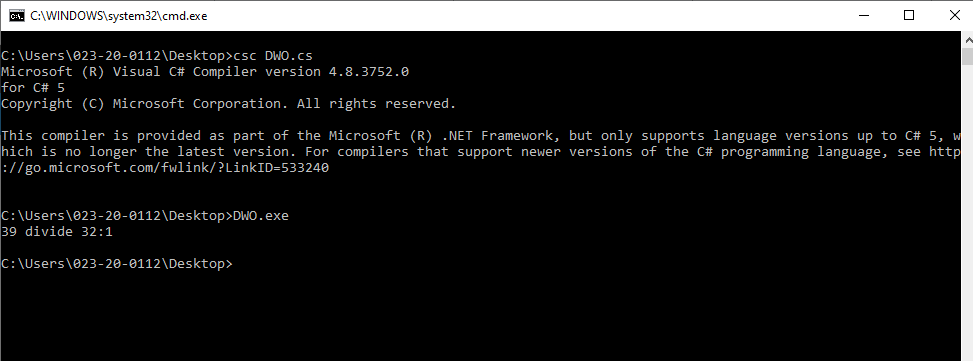 C:\WINDOWS\system32\cmd.exe
C:\Users\023-20-0112\Desktop>csc DWO.cs
Microsoft (R) Visual C# Compiler version 4.8.3752.0
for C# 5
Copyright (C) Microsoft Corporation. All rights reserved.
This compiler is provided as part of the Microsoft (R) .NET Framework, but only supports language versions up to C# 5, w
hich is no longer the latest version. For compilers that support newer versions of the C# programming language, see http
://go.microsoft.com/fwlink/?LinkID=533240
C:\Users\023-20-0112\Desktop>DWO.exe
39 divide 32:1
C:\Users\023-20-0112\Desktop>